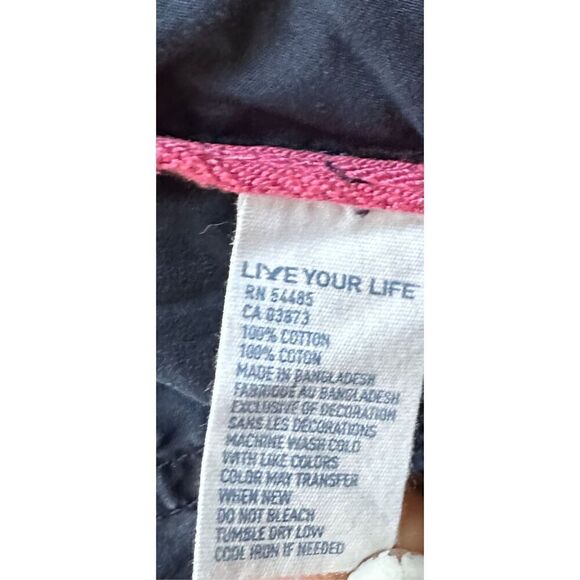 LIVE YOUR LIFE
RN 54485
CA 03873
100% COTTON
100% COTON
MADE IN BANGLADESH
FABRIQUE AU BANGLADESH
EXCLUSIVE OF DECORATION
SANS LES DECORATIONS
MACHINE WASH COLD
WITH LIKE COLORS
COLOR MAY TRANSFER
WHEN NEW
DO NOT BLEACH
TUMBLE DRY LOW
COOL IRON IF NEEDED